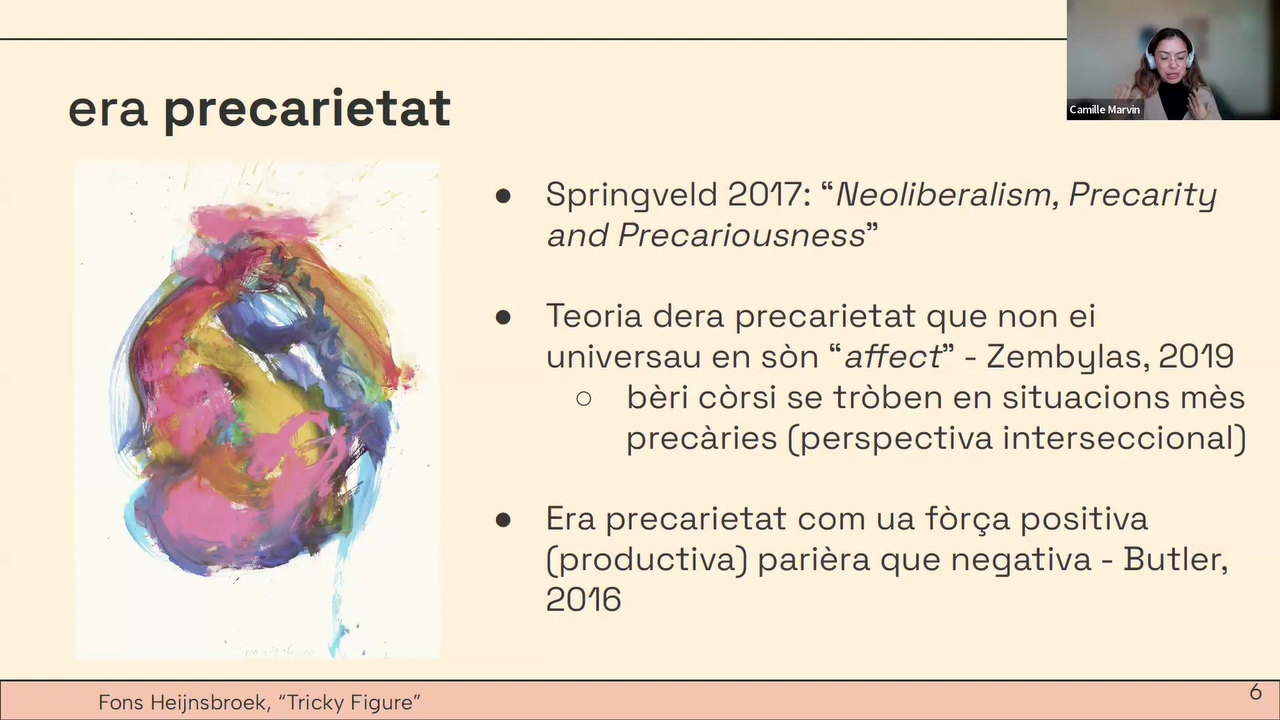 Camille Marvin
era precarietat
● Springveld 2017: “Neoliberalism, Precarity
and Precariousness”
● Teoria dera precarietat que non ei
universau en sòn “affect” - Zembylas, 2019
○ bèri còrsi se tròben en situacions mès
precàries (perspectiva interseccional)
● Era precarietat com ua fòrça positiva
(productiva) parièra que negativa - Butler,
2016
Fons Heijnsbroek, “Tricky Figure”
6